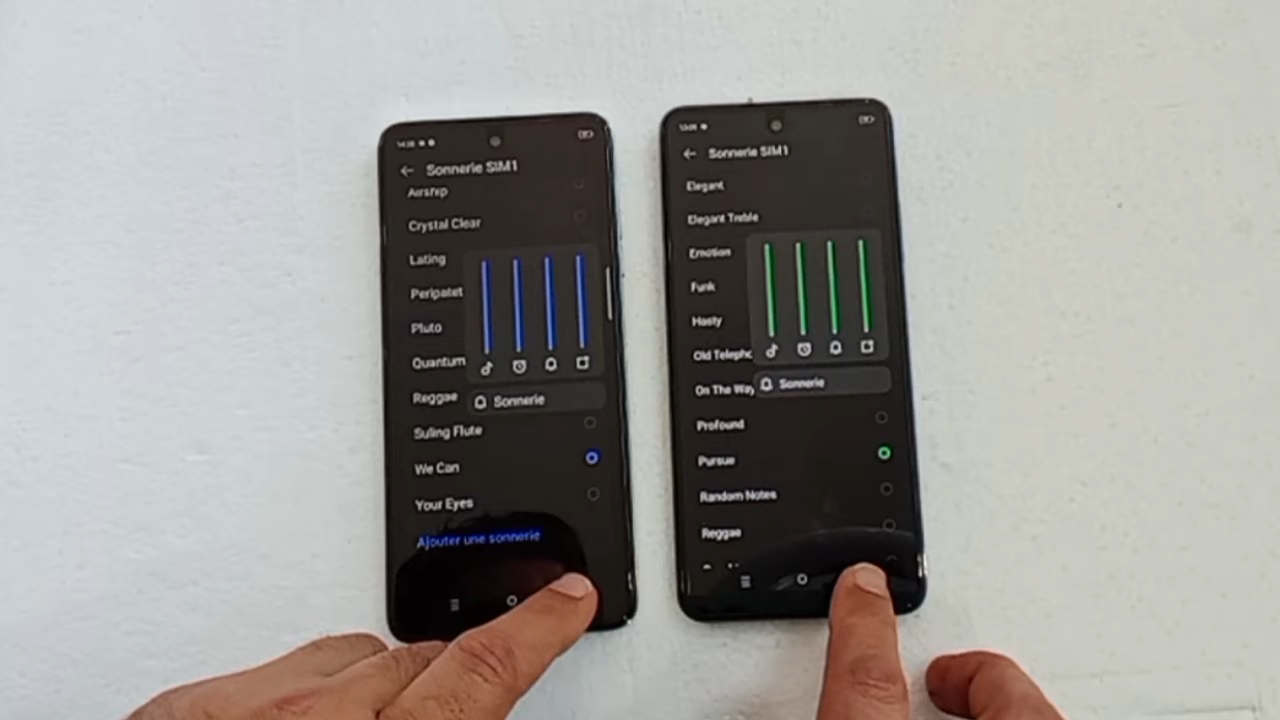 Sonnerie SIM1
Airship
Crystal Clear
Lating
Peripatet
Pluto
Quantum
Reggae
Sonnerie
Suling Flute
We Can
Your Eyes
Ajouter une sonnerie
Sonnerie SIM1
Elegant
Elegant Treble
Emotion
Funk
Hasty
Old Telepho
On The Way
Sonnerie
Profound
Pursue
Random Notes
Reggae